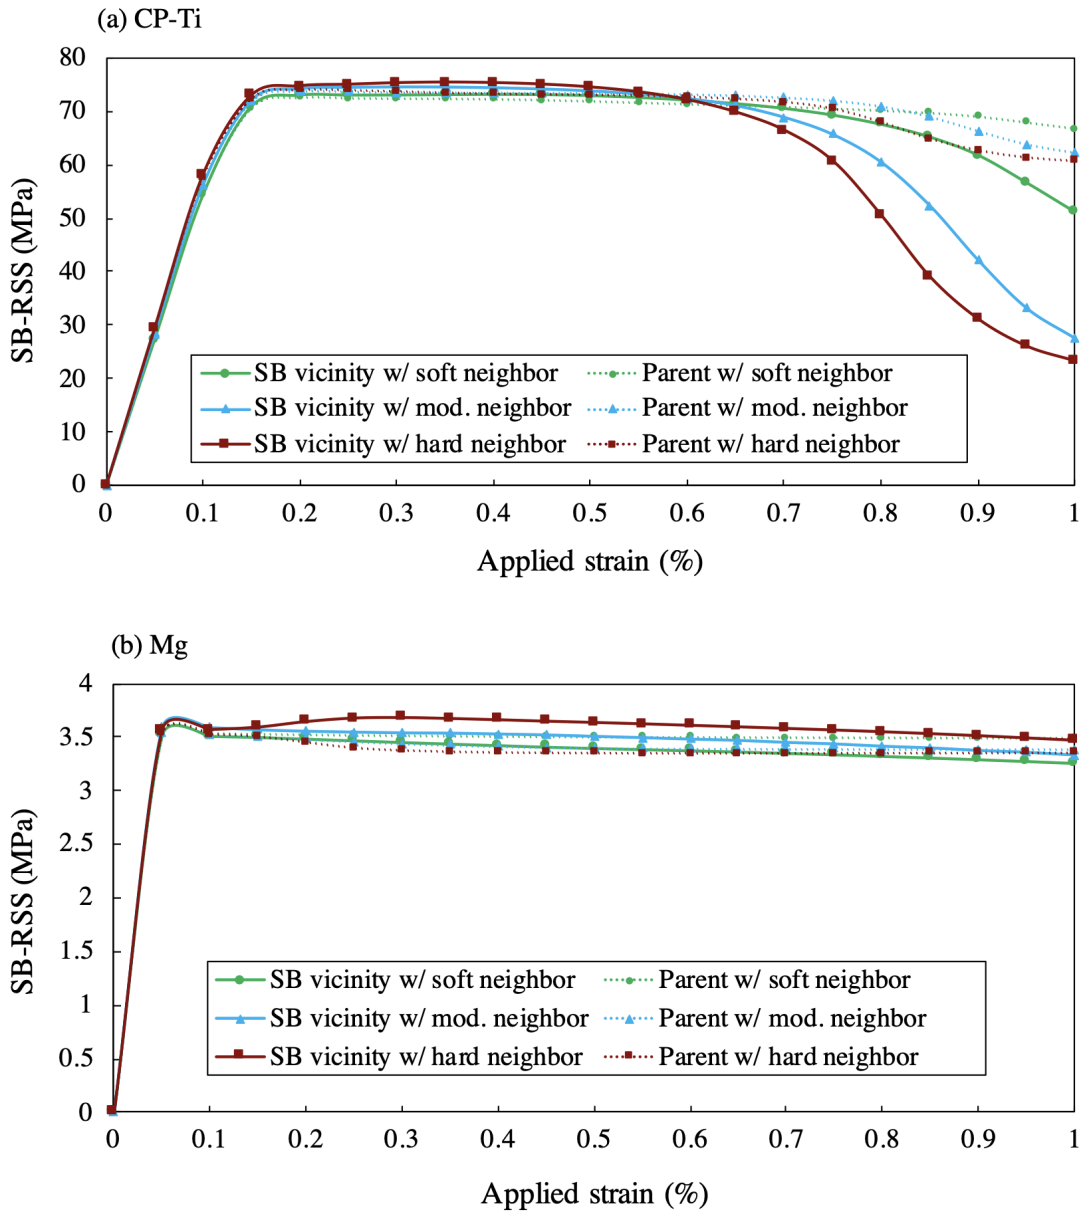 (a) CP-Ti
80
70
60
50
40
30
20
10
0
SB-RSS (MPa)
SB vicinity w/ soft neighbor Parent w/ soft neighbor
SB vicinity w/ mod. neighbor Parent w/ mod. neighbor
SB vicinity w/ hard neighbor Parent w/ hard neighbor
0 0.1 0.2 0.3 0.4 0.5 0.6 0.7 0.8 0.9 1
Applied strain (%)
(b) Mg
4
3.5
3
2.5
2
1.5
1
0.5
0
SB-RSS (MPa)
SB vicinity w/ soft neighbor Parent w/ soft neighbor
SB vicinity w/ mod. neighbor Parent w/ mod. neighbor
SB vicinity w/ hard neighbor Parent w/ hard neighbor
0 0.1 0.2 0.3 0.4 0.5 0.6 0.7 0.8 0.9 1
Applied strain (%)